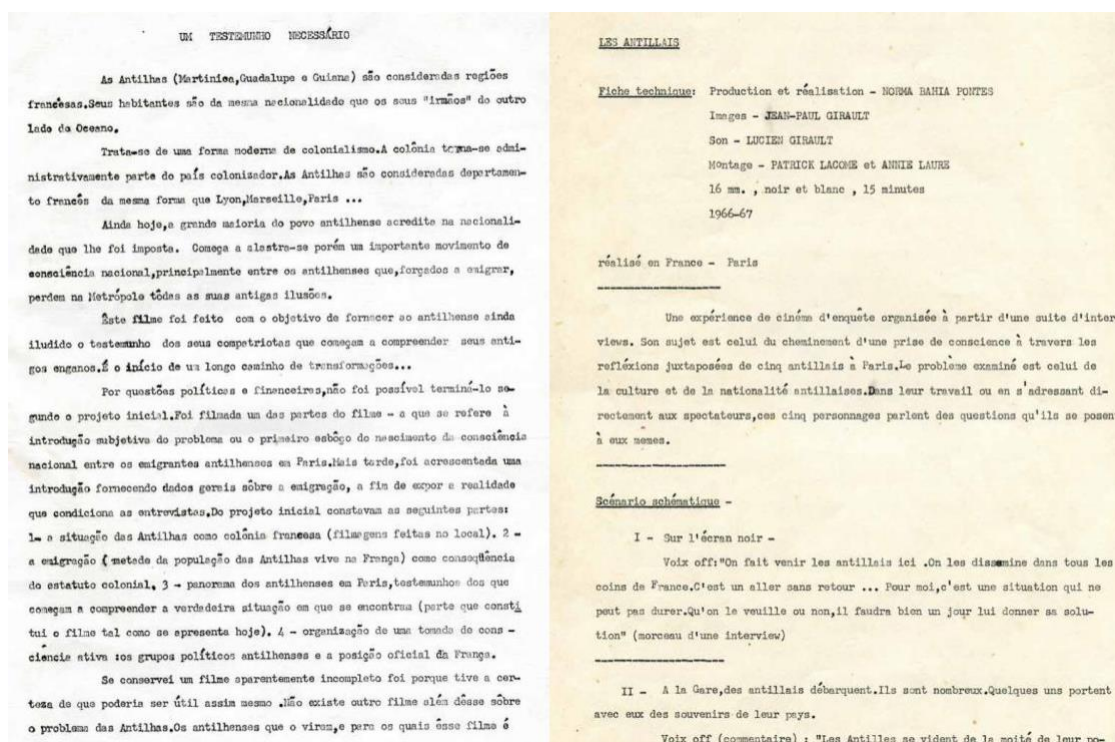 UM TESTEMUNHO NECESSÁRIO
As Antilhas (Martinica,Guadalupe e Guiana) são consideradas regiões
francesas.Seus habitantes são da mesma nacionalidade que os seus "irmãos" do outro
lado do Oceano.
Trata-se de uma forma moderna de colonialismo.A colônia torna-se admi-
nistrativamente parte do país colonizador.As Antilhas são consideradas departamen-
to francês da mesma forma que Lyon,Marseille,Paris ...
Ainda hoje,a grande maioria do povo antilhense acredita na nacionali-
dade que lhe foi imposta. Começa a alastra-se porém um importante movimento de
consciência nacional,principalmente entre os antilhenses que,forçados a emigrar,
perdem na Metrópole tôdas as suas antigas ilusões.
Êste filme foi feito com o objetivo de fornecer ao antilhense ainda
iludido o testemunho dos seus compatriotas que começam a compreender seus anti-
gos enganos.É o início de um longo caminho de transformações...
Por questões políticas e financeiras,não foi possível terminá-lo se-
gundo o projeto inicial.Foi filmada um das partes do filme - a que se refere à
introdução subjetiva do problema ou o primeiro esbôço do nascimento da consciência
nacional entre os emigrantes antilhenses em Paris.Mais tarde,foi acrescentada uma
introdução fornecendo dados gerais sôbre a emigração, a fim de expor a realidade
que condiciona as entrevistas.Do projeto inicial constavam as seguintes partes:
1- a situação das Antilhas como colônia francesa (filmagens feitas no local). 2 -
a emigração ( metade da população das Antilhas vive na França) como conseqüência
do estatuto colonial. 3 - panorama dos antilhenses em Paris,testemunhos dos que
começam a compreender a verdadeira situação em que se encontram (parte que consti
tui o filme tal como se apresenta hoje). 4 - organização de uma tomada de cons -
ciência ativa :os grupos políticos antilhenses e a posição oficial da França.
Se conservei um filme aparentemente incompleto foi porque tive a cer-
teza de que poderia ser útil assim mesmo .Não existe outro filme além dêsse sôbre
o problema das Antilhas.Os antilhenses que o viram,e para os quais êsse filme é
LES ANTILLAIS
Fiche technique: Production et réalisation - NORMA BAHIA PONTES
Images - JEAN-PAUL GIRAULT
Son - LUCIEN GIRAULT
Montage - PATRICK LACOME et ANNIE LAURE
16 mm. , noir et blanc , 15 minutes
1966-67
réalisé en France - Paris
Une expérience de cinéma d'enquête organisée à partir d'une suite d'inter
views. Son sujet est celui du cheminement d'une prise de conscience à travers les
refléxions juxtaposées de cinq antillais à Paris.Le problème examiné est celui de
la culture et de la nationalité antillaises.Dans leur travail ou en s'adressant di-
rectement aux spectateurs,ces cinq personnages parlent des questions qu'ils se posent
à eux memes.
Scénario schématique -
I - Sur l'écran noir -
Voix off:"On fait venir les antillais ici .On les dissemine dans tous les
coins de France.C'est un aller sans retour ... Pour moi,c'est une situation qui ne
peut pas durer.Qu'on le veuille ou non,il faudra bien un jour lui donner sa solu-
tion" (morceau d'une interview)
II - A la Gare,des antillais débarquent.Ils sont nombreux.Quelques uns portent
avec eux des souvenirs de leur pays.
Voix off (commentaire) : "Les Antilles se vident de la moité de leur po-